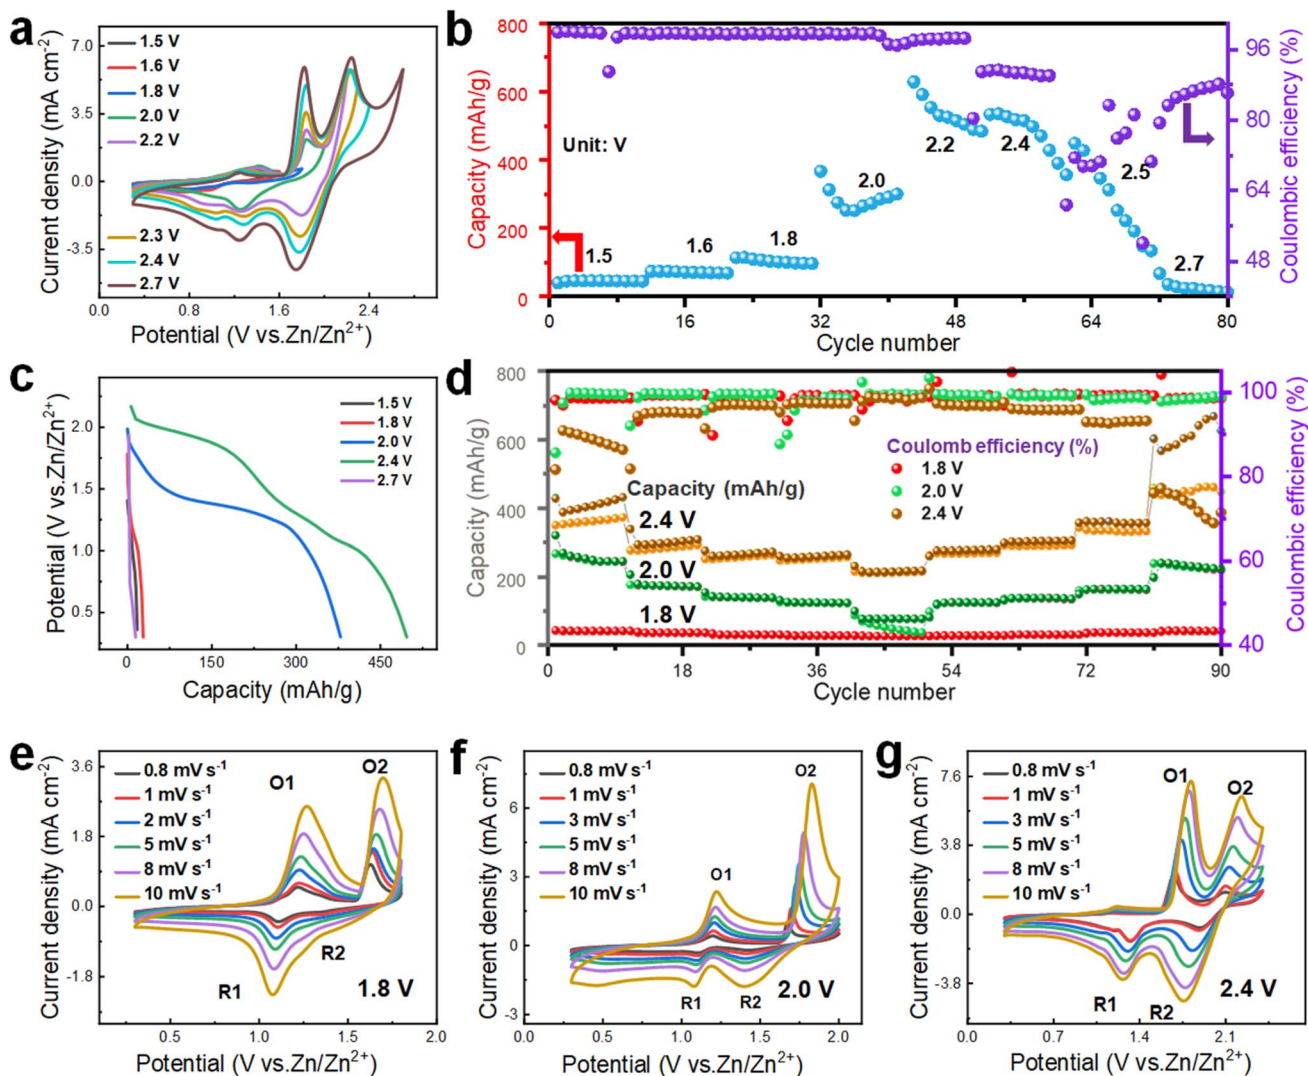 a
7.0
3.5
0.0
-3.5
0.0
0.8
1.6
2.4
Current density (mA cm⁻²)
Potential (V vs.Zn/Zn²⁺)
1.5 V
1.6 V
1.8 V
2.0 V
2.2 V
2.3 V
2.4 V
2.7 V
b
800
600
400
200
0
Capacity (mAh/g)
Unit: V
1.5
1.6
1.8
2.0
2.2
2.4
2.5
2.7
96
80
64
48
Coulombic efficiency (%)
0
16
32
48
64
80
Cycle number
c
2.0
1.5
1.0
0.5
Potential (V vs.Zn/Zn²⁺)
1.5 V
1.8 V
2.0 V
2.4 V
2.7 V
0
150
300
450
Capacity (mAh/g)
d
800
600
400
200
0
Capacity (mAh/g)
Coulomb efficiency (%)
1.8 V
2.0 V
2.4 V
Capacity (mAh/g)
2.4 V
2.0 V
1.8 V
100
80
60
40
Coulombic efficiency (%)
0
18
36
54
72
90
Cycle number
e
3.6
1.8
0.0
-1.8
Current density (mA cm⁻²)
0.8 mV s⁻¹
1 mV s⁻¹
2 mV s⁻¹
5 mV s⁻¹
8 mV s⁻¹
10 mV s⁻¹
O1
O2
R1
R2
1.8 V
0.5
1.0
1.5
2.0
Potential (V vs.Zn/Zn²⁺)
f
6
3
0
-3
Current density (mA cm⁻²)
0.8 mV s⁻¹
1 mV s⁻¹
3 mV s⁻¹
5 mV s⁻¹
8 mV s⁻¹
10 mV s⁻¹
O1
O2
R1
R2
2.0 V
0.5
1.0
1.5
2.0
Potential (V vs.Zn/Zn²⁺)
g
7.6
3.8
0.0
-3.8
Current density (mA cm⁻²)
0.8 mV s⁻¹
1 mV s⁻¹
3 mV s⁻¹
5 mV s⁻¹
8 mV s⁻¹
10 mV s⁻¹
O1
O2
R1
R2
2.4 V
0.0
0.7
1.4
2.1
Potential (V vs.Zn/Zn²⁺)